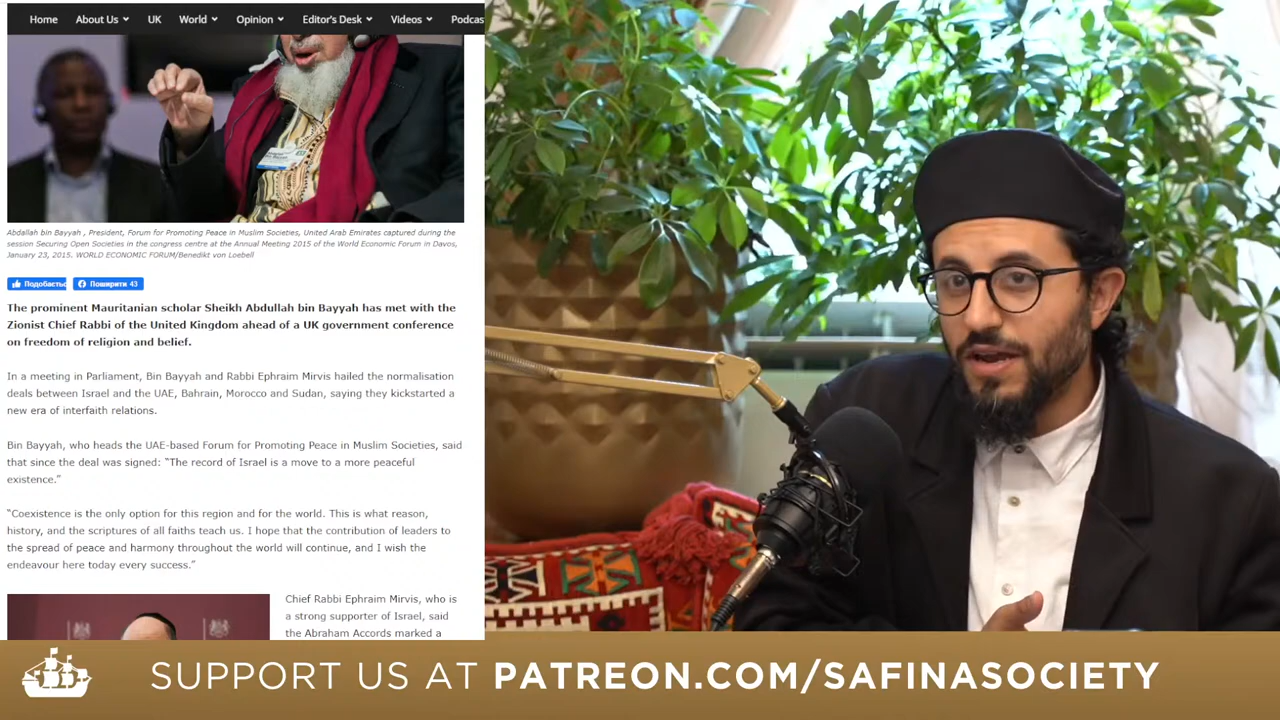 Home About Us UK World Opinion Editor's Desk Videos Podcas
Abdallah bin Bayyah , President, Forum for Promoting Peace in Muslim Societies, United Arab Emirates captured during the
session Securing Open Societies in the congress centre at the Annual Meeting 2015 of the World Economic Forum in Davos,
January 23, 2015. WORLD ECONOMIC FORUM/Benedikt von Loebell
Поширити 43
The prominent Mauritanian scholar Sheikh Abdullah bin Bayyah has met with the
Zionist Chief Rabbi of the United Kingdom ahead of a UK government conference
on freedom of religion and belief.
In a meeting in Parliament, Bin Bayyah and Rabbi Ephraim Mirvis hailed the normalisation
deals between Israel and the UAE, Bahrain, Morocco and Sudan, saying they kickstarted a
new era of interfaith relations.
Bin Bayyah, who heads the UAE-based Forum for Promoting Peace in Muslim Societies, said
that since the deal was signed: “The record of Israel is a move to a more peaceful
existence.”
“Coexistence is the only option for this region and for the world. This is what reason,
history, and the scriptures of all faiths teach us. I hope that the contribution of leaders to
the spread of peace and harmony throughout the world will continue, and I wish the
endeavour here today every success.”
Chief Rabbi Ephraim Mirvis, who is
a strong supporter of Israel, said
the Abraham Accords marked a
SUPPORT US AT PATREON.COM/SAFINASOCIETY